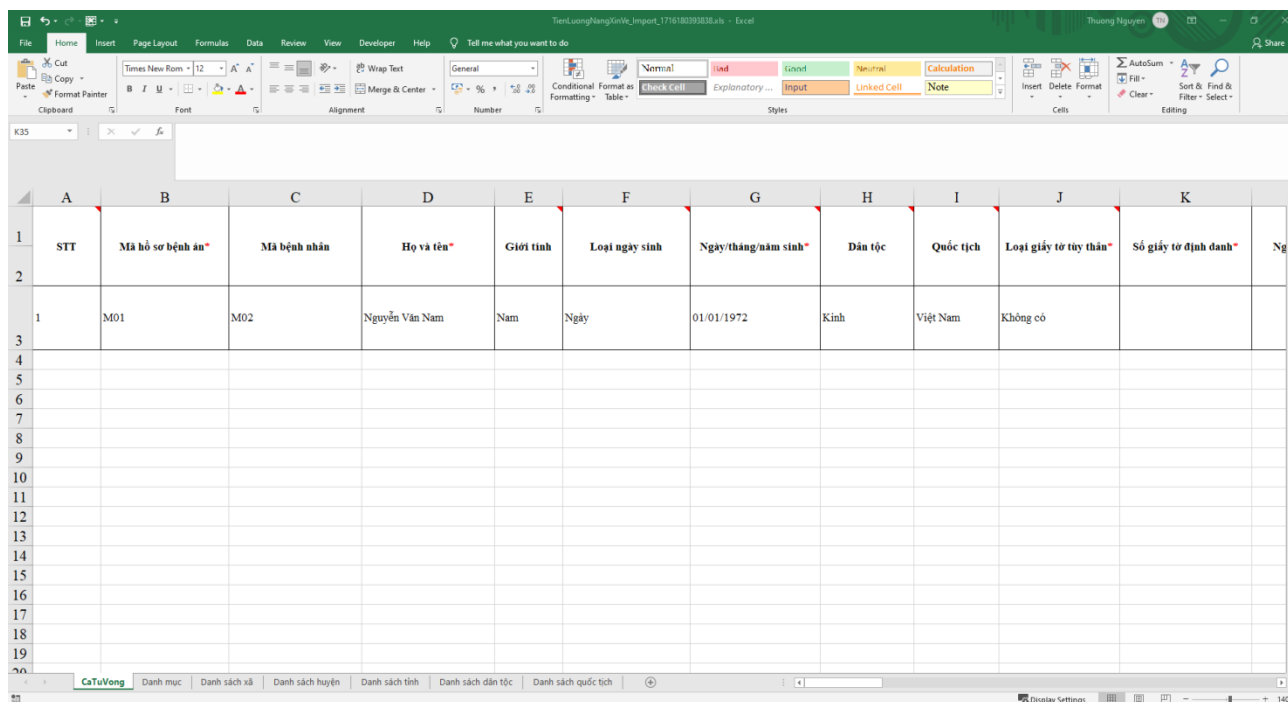 TienLuongNangXinVe_Import_1716180393838.xls - Excel
Thuong Nguyen TN
File Home Insert Page Layout Formulas Data Review View Developer Help Tell me what you want to do Share
Paste
Cut
Copy
Format Painter
Clipboard
Times New Rom 12
B I U
Font
Wrap Text
Merge & Center
Alignment
General
Number
Conditional Formatting
Format as Table
Normal Bad Good Neutral Calculation
Check Cell Explanatory ... Input Linked Cell Note
Styles
Insert Delete Format
Cells
AutoSum
Fill
Clear
Sort & Filter
Find & Select
Editing
K35 fx
A B C D E F G H I J K
1
STT Mã hồ sơ bệnh án* Mã bệnh nhân Họ và tên* Giới tính Loại ngày sinh Ngày/tháng/năm sinh* Dân tộc Quốc tịch Loại giấy tờ tùy thân* Số giấy tờ định danh* Ng
2
1 M01 M02 Nguyễn Văn Nam Nam Ngày 01/01/1972 Kinh Việt Nam Không có
3
4
5
6
7
8
9
10
11
12
13
14
15
16
17
18
19
20
CaTuVong Danh mục Danh sách xã Danh sách huyện Danh sách tỉnh Danh sách dân tộc Danh sách quốc tịch
Display Settings 140